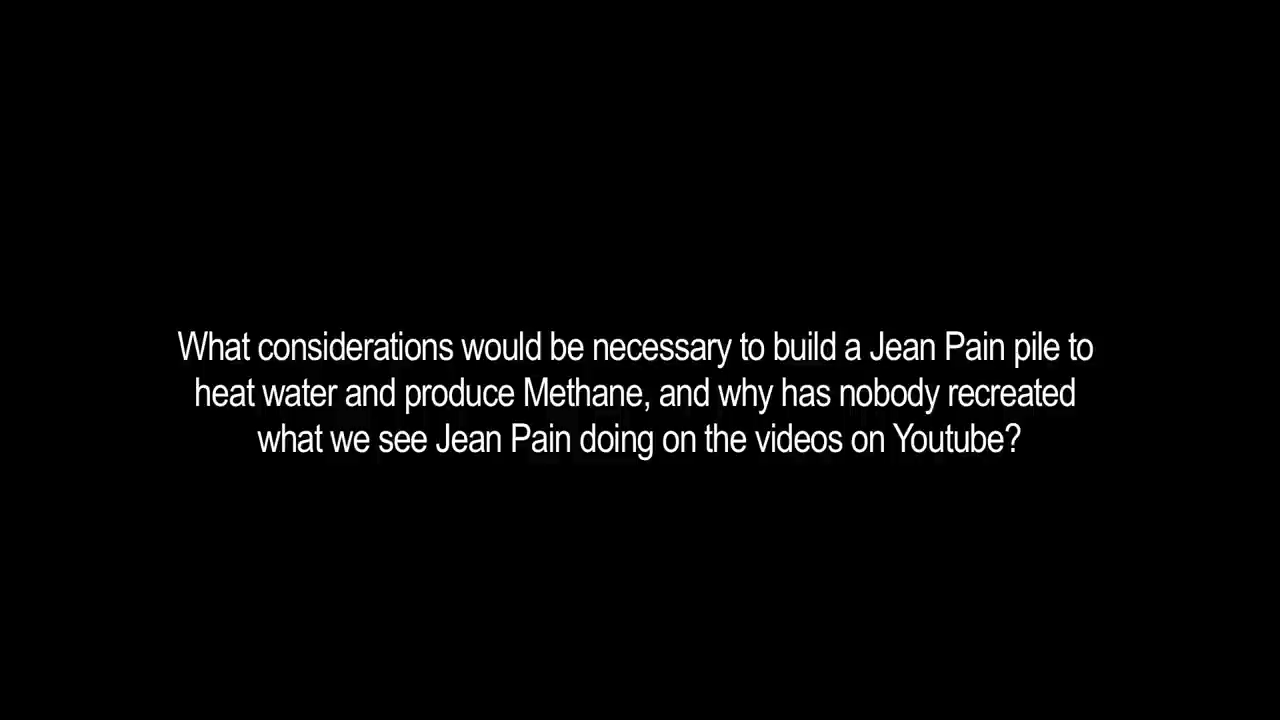 What considerations would be necessary to build a Jean Pain pile to
heat water and produce Methane, and why has nobody recreated
what we see Jean Pain doing on the videos on Youtube?